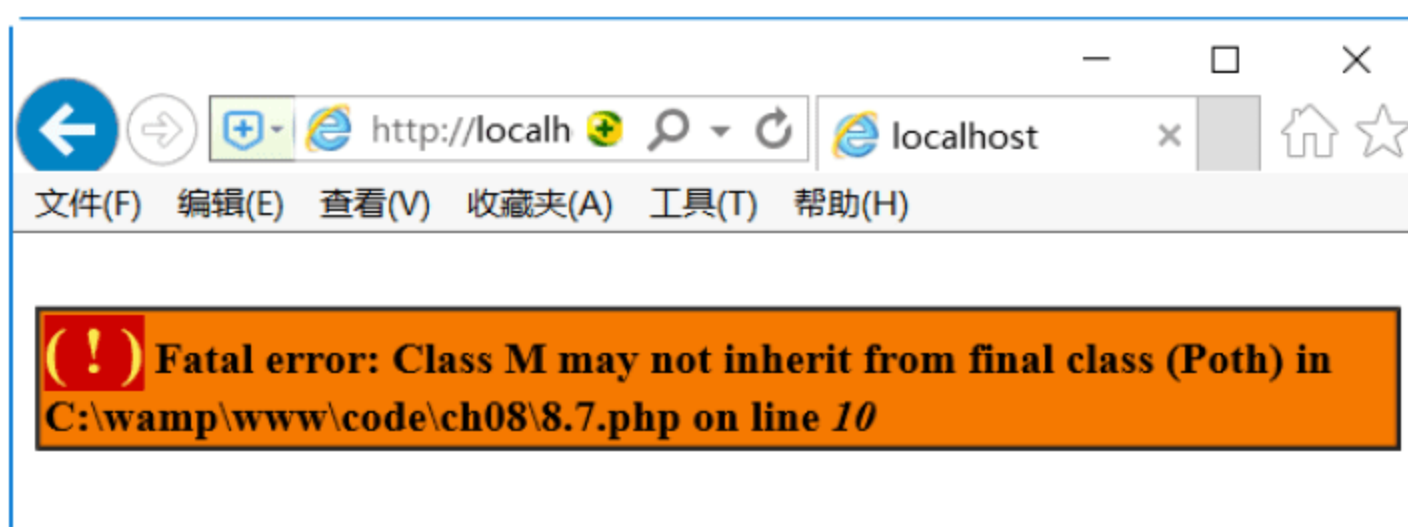 http://localh
localhost
文件(F) 编辑(E) 查看(V) 收藏夹(A) 工具(T) 帮助(H)
( ! ) Fatal error: Class M may not inherit from final class (Poth) in
C:\wamp\www\code\ch08\8.7.php on line 10